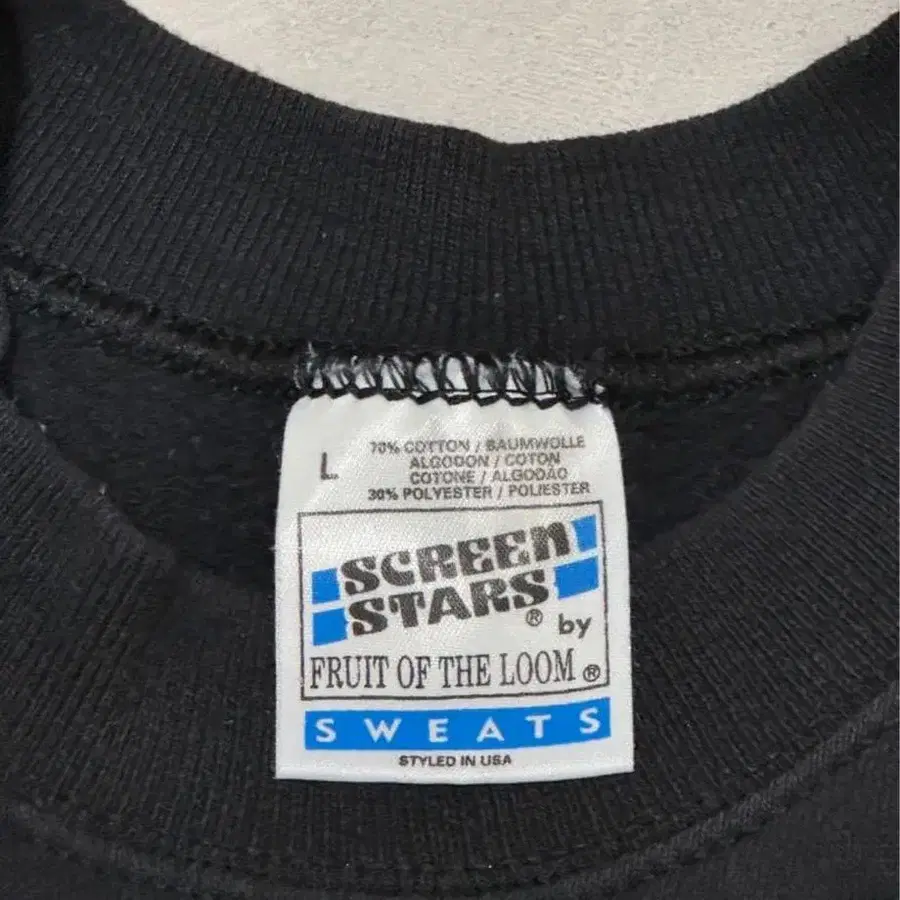 L
70% COTTON / BAUMWOLLE
ALGODON / COTON
COTONE / ALGODÃO
30% POLYESTER / POLIESTER
SCREEN
STARS ® by
FRUIT OF THE LOOM ®
SWEATS
STYLED IN USA